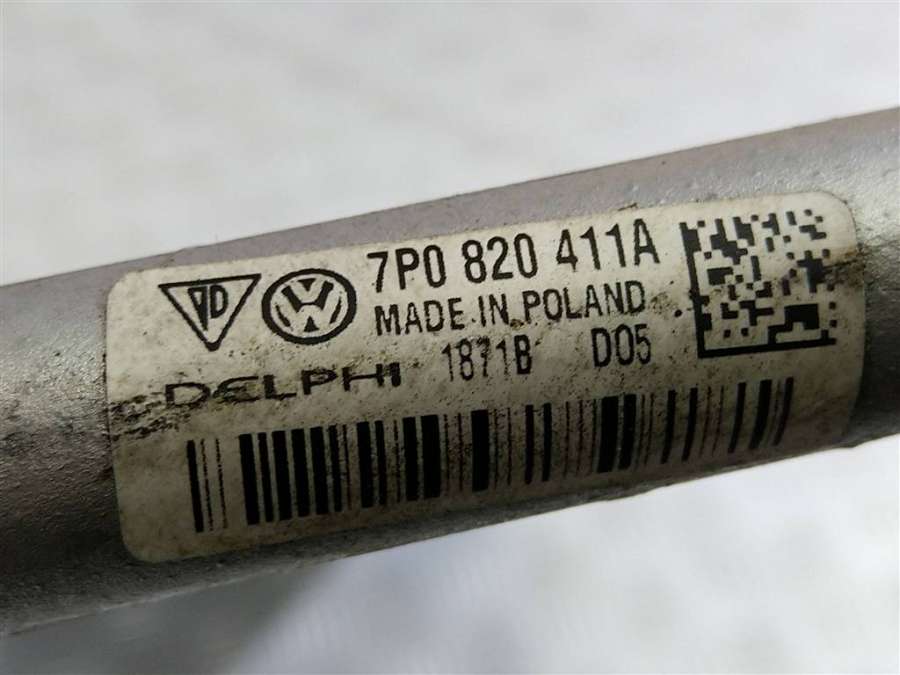 7P0 820 411A
MADE IN POLAND
DELPHI 1871B D05